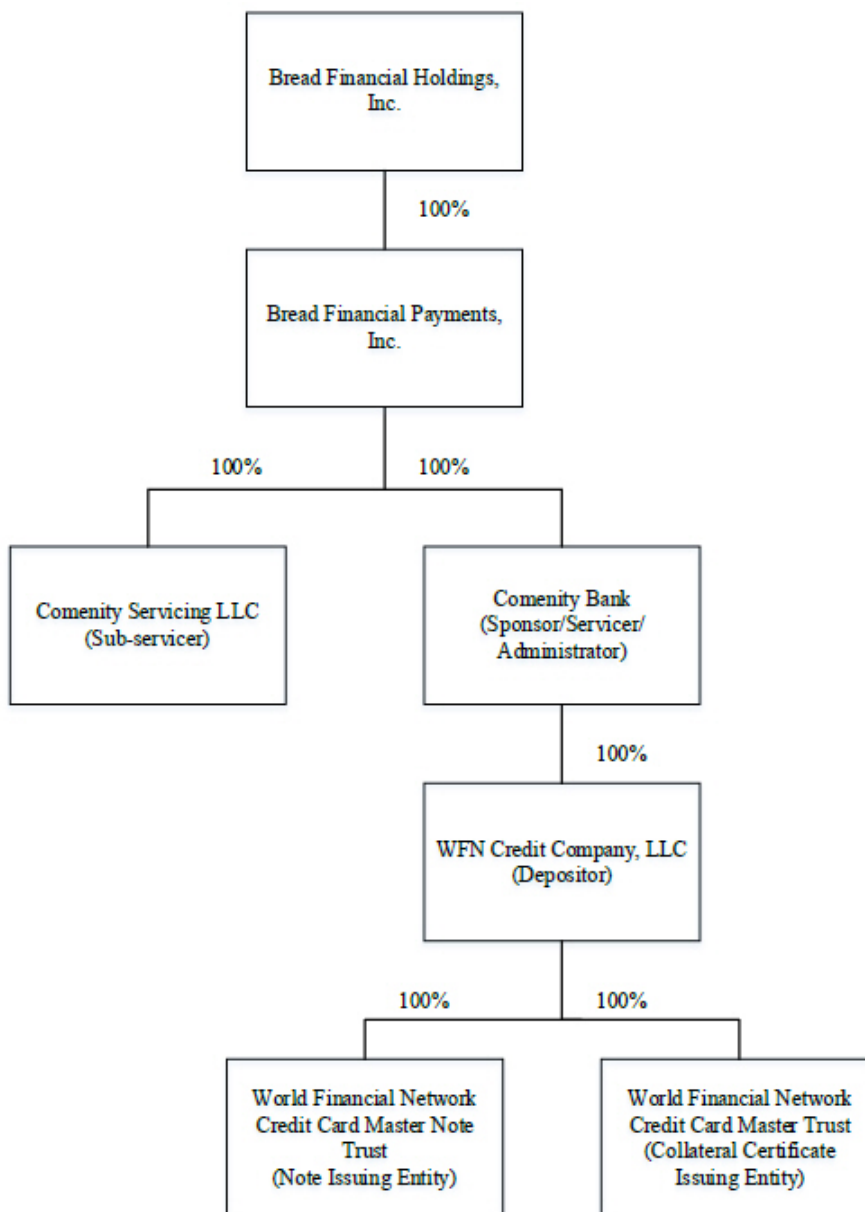 Bread Financial Holdings,
Inc.
100%
Bread Financial Payments,
Inc.
100%
100%
Comenity Servicing LLC
(Sub-servicer)
Comenity Bank
(Sponsor/Servicer/
Administrator)
100%
WFN Credit Company, LLC
(Depositor)
100%
100%
World Financial Network
Credit Card Master Note
Trust
(Note Issuing Entity)
World Financial Network
Credit Card Master Trust
(Collateral Certificate
Issuing Entity)